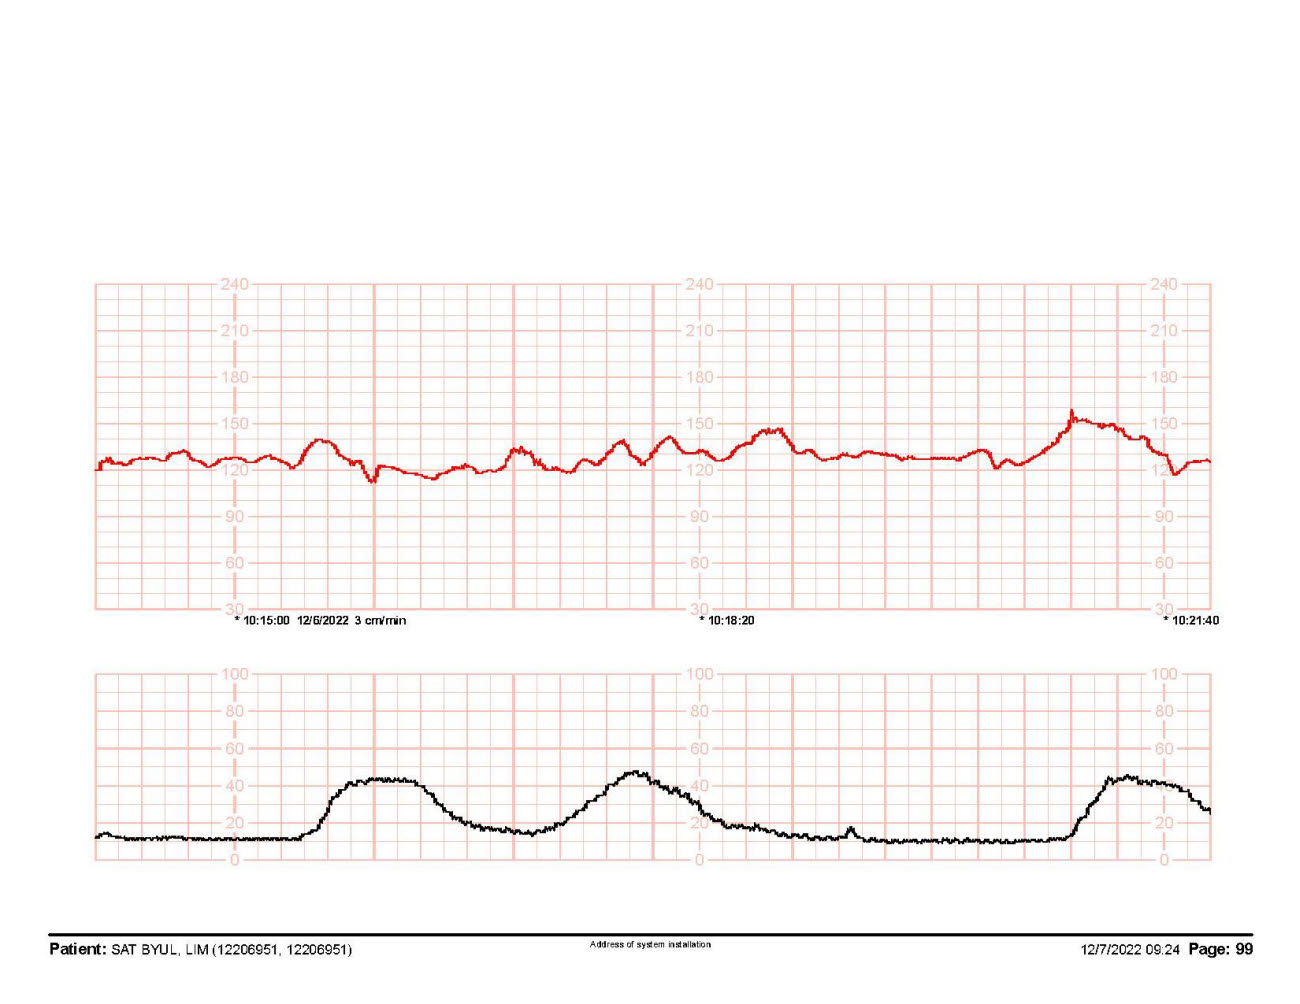 240 240 240
210 210 210
180 180 180
150 150 150
120 120 12
90 90 90
60 60 60
30 30 30
* 10:15:00 12/6/2022 3 cm/min * 10:18:20 * 10:21:40
100 100 100
80 80 80
60 60 60
40 40 40
20 20 20
0 0 0
Patient: SAT BYUL, LIM (12206951, 12206951) Address of system installation 12/7/2022 09:24 Page: 99